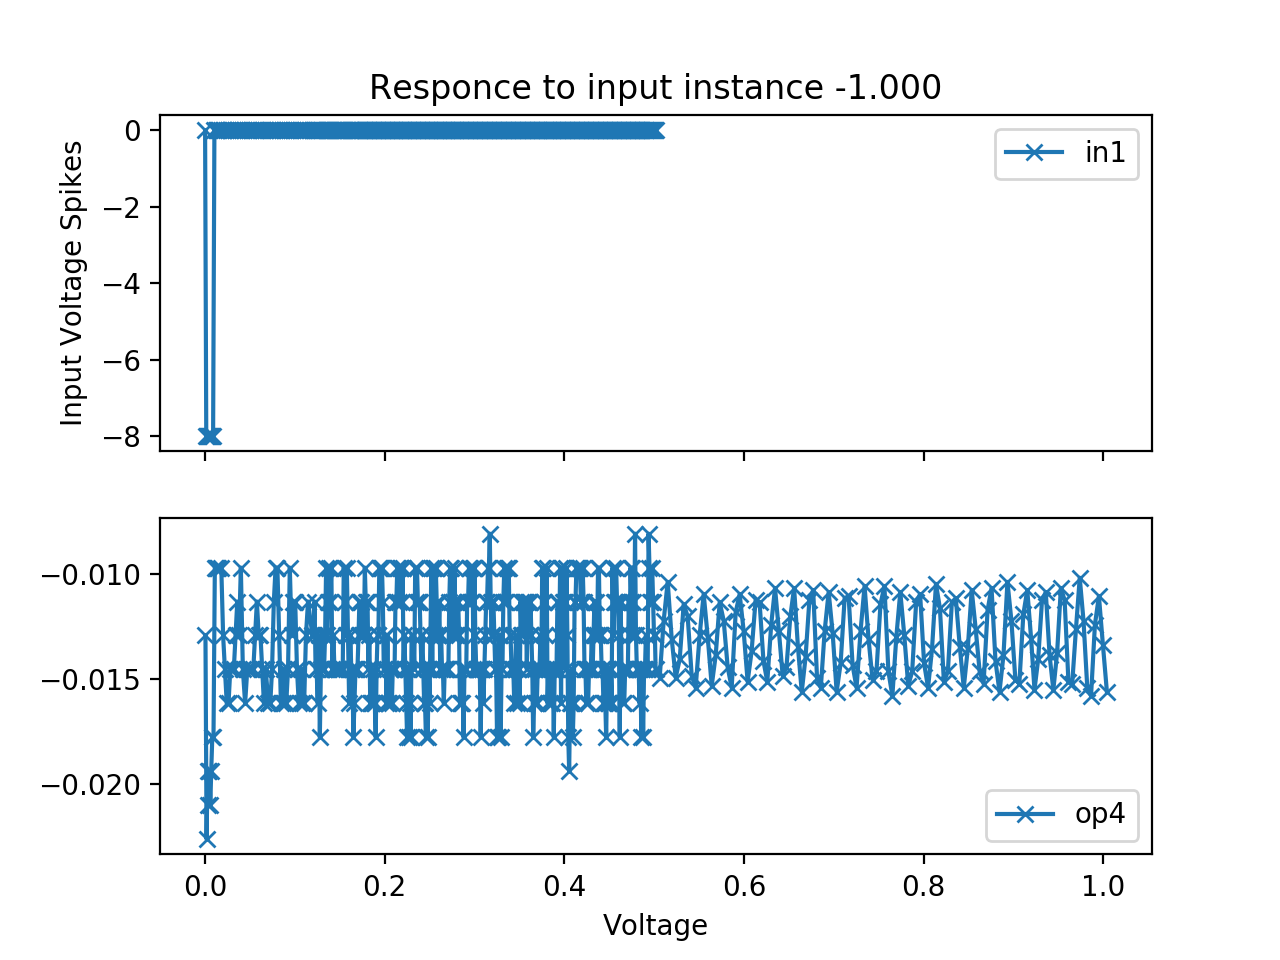 Responce to input instance -1.000
Input Voltage Spikes
0
−2
−4
−6
−8
in1
−0.010
−0.015
−0.020
op4
0.0 0.2 0.4 0.6 0.8 1.0
Voltage